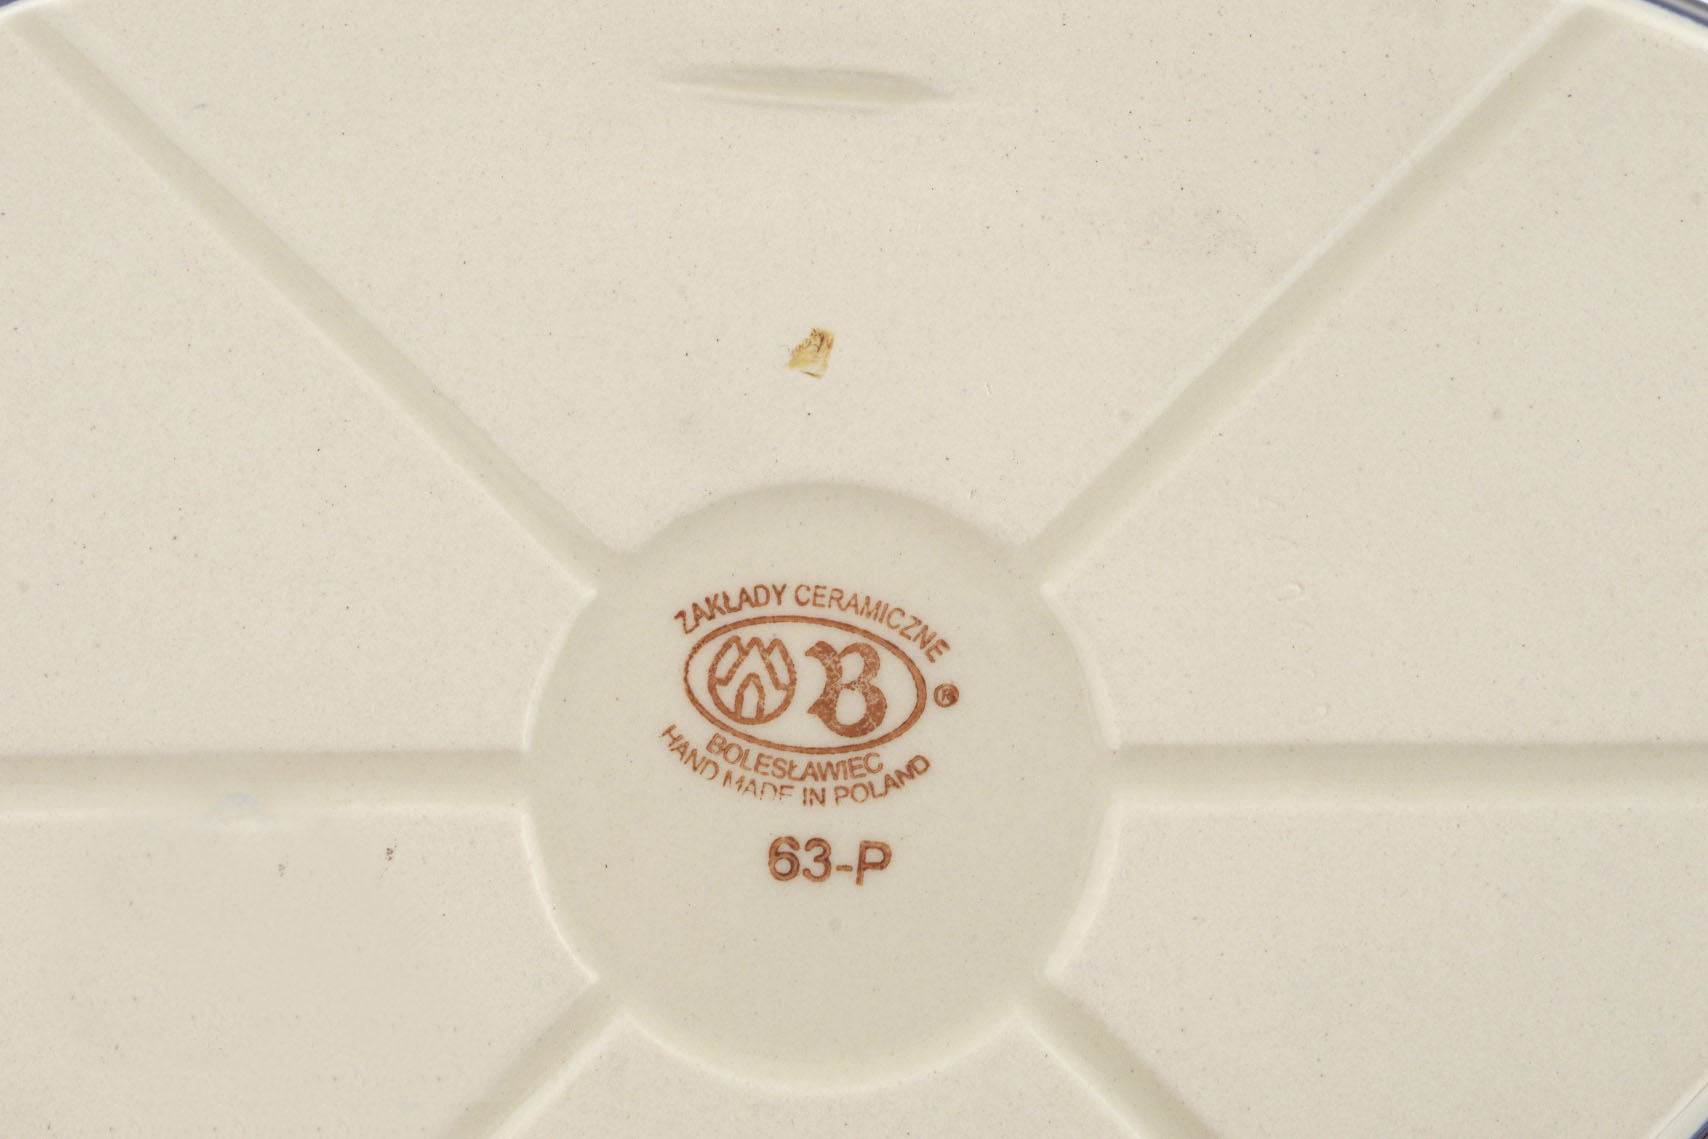 ZAKŁADY CERAMICZNE
B ®
BOLESŁAWIEC
HAND MADE IN POLAND
63-P